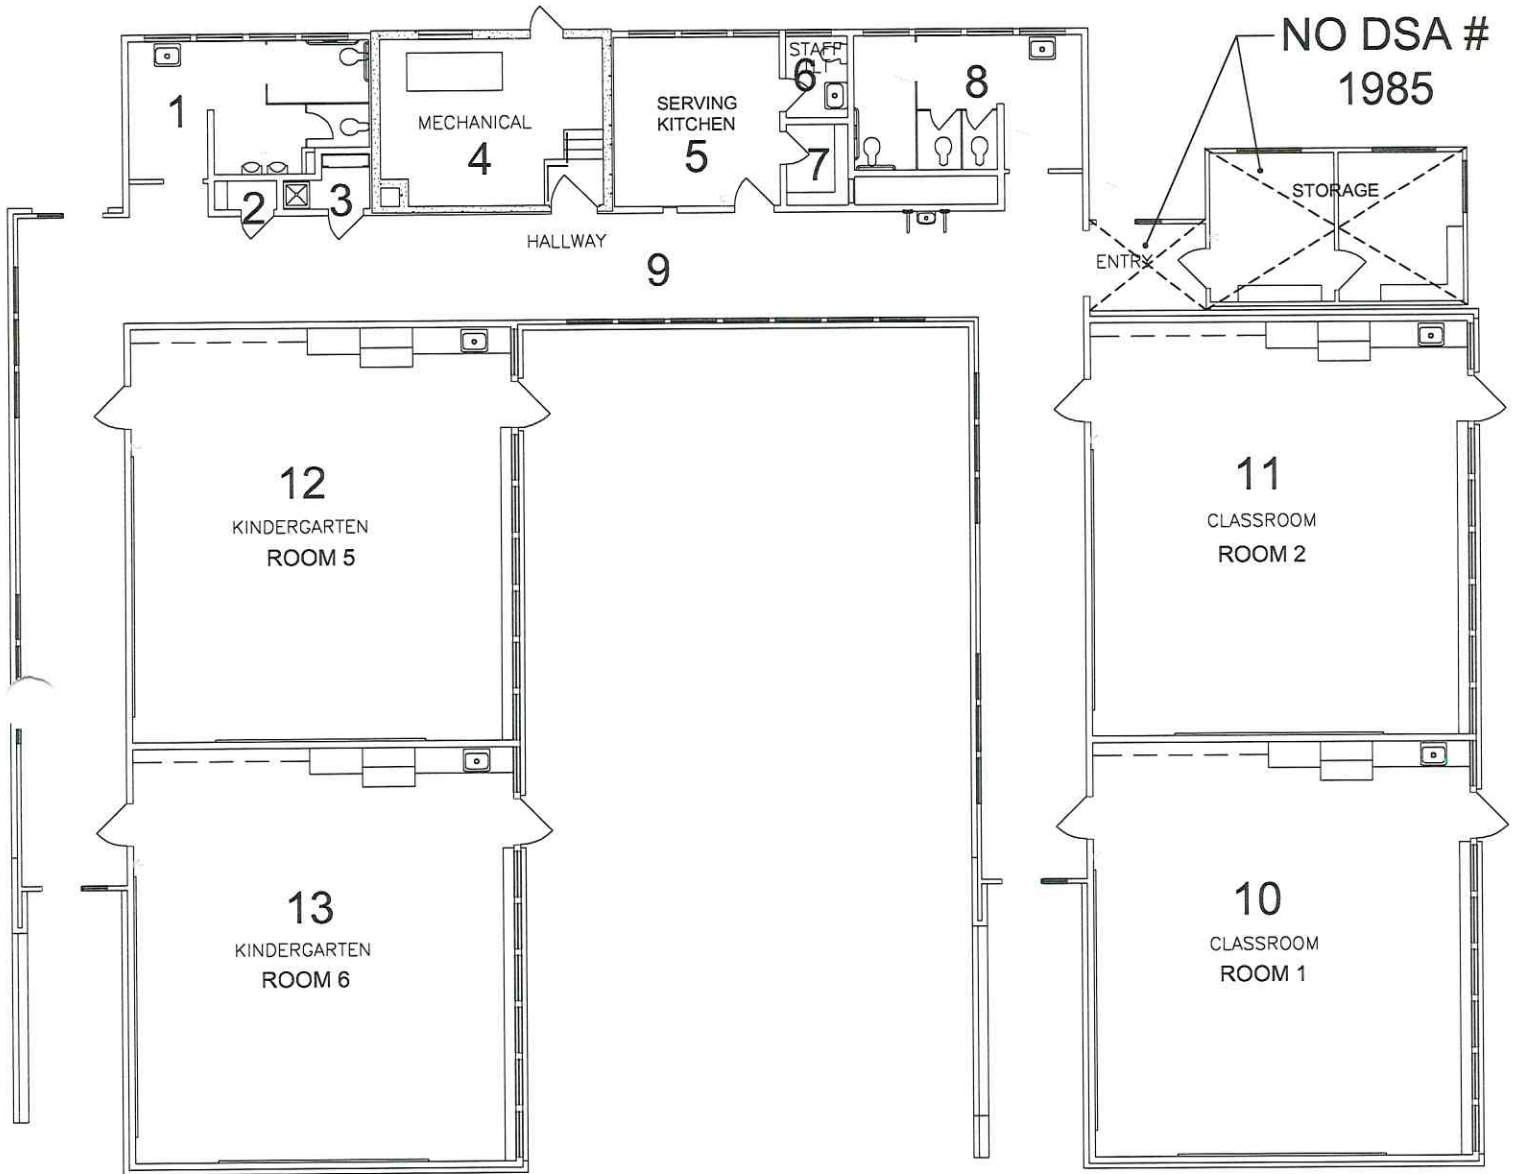 NO DSA #
1985
STAFF
6
8
1
MECHANICAL
4
SERVING
KITCHEN
5
7
2
3
STORAGE
HALLWAY
9
ENTRY
12
KINDERGARTEN
ROOM 5
11
CLASSROOM
ROOM 2
13
KINDERGARTEN
ROOM 6
10
CLASSROOM
ROOM 1